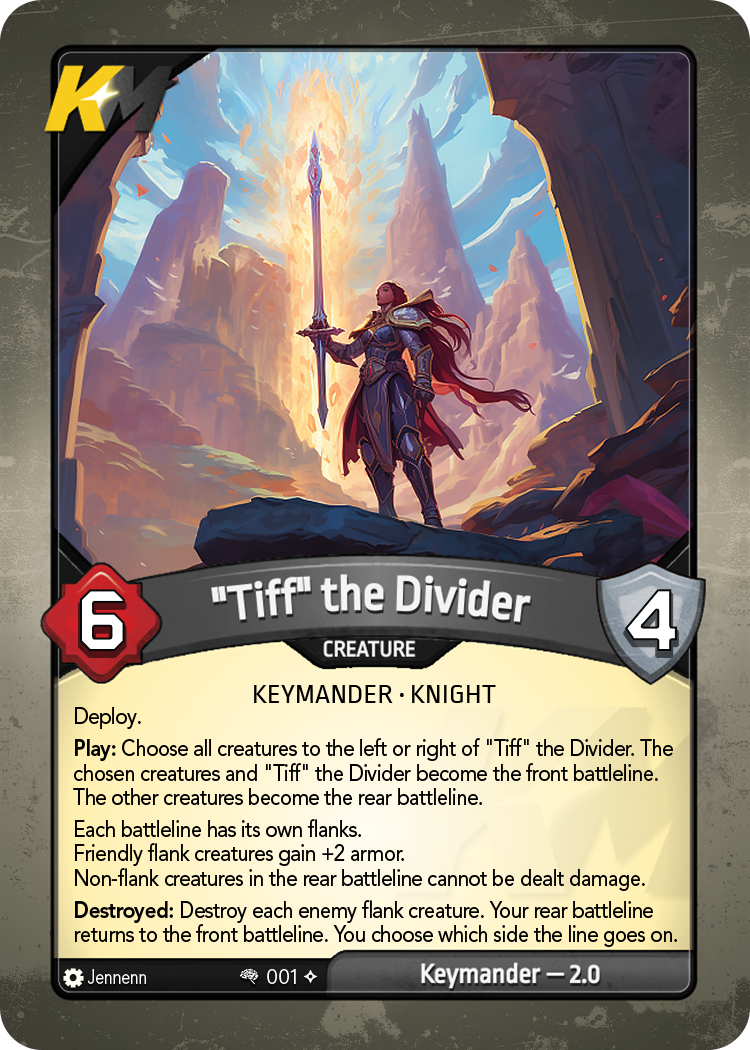 KM
"Tiff" the Divider
6
4
CREATURE
KEYMANDER · KNIGHT
Deploy.
Play: Choose all creatures to the left or right of "Tiff" the Divider. The
chosen creatures and "Tiff" the Divider become the front battleline.
The other creatures become the rear battleline.
Each battleline has its own flanks.
Friendly flank creatures gain +2 armor.
Non-flank creatures in the rear battleline cannot be dealt damage.
Destroyed: Destroy each enemy flank creature. Your rear battleline
returns to the front battleline. You choose which side the line goes on.
Jennenn
001
Keymander — 2.0